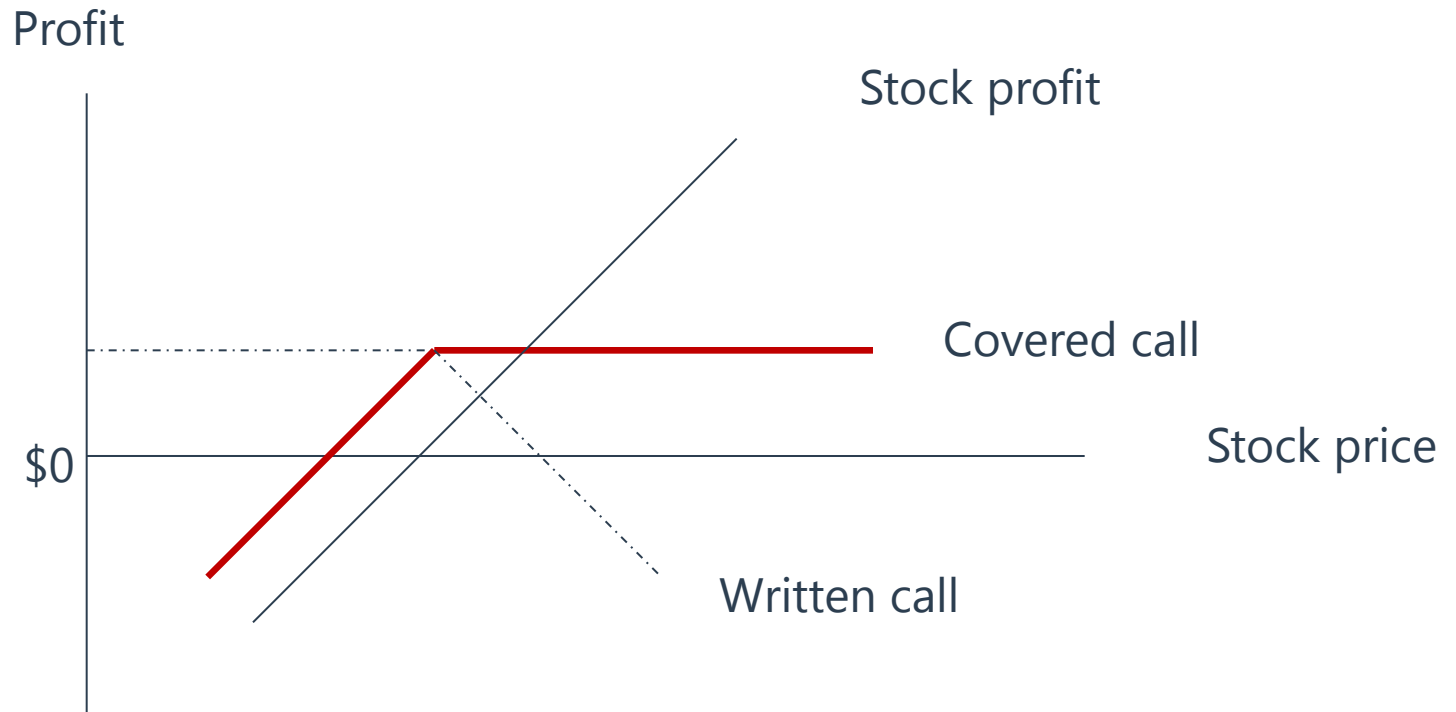 Profit
Stock profit
Covered call
Stock price
$0
Written call